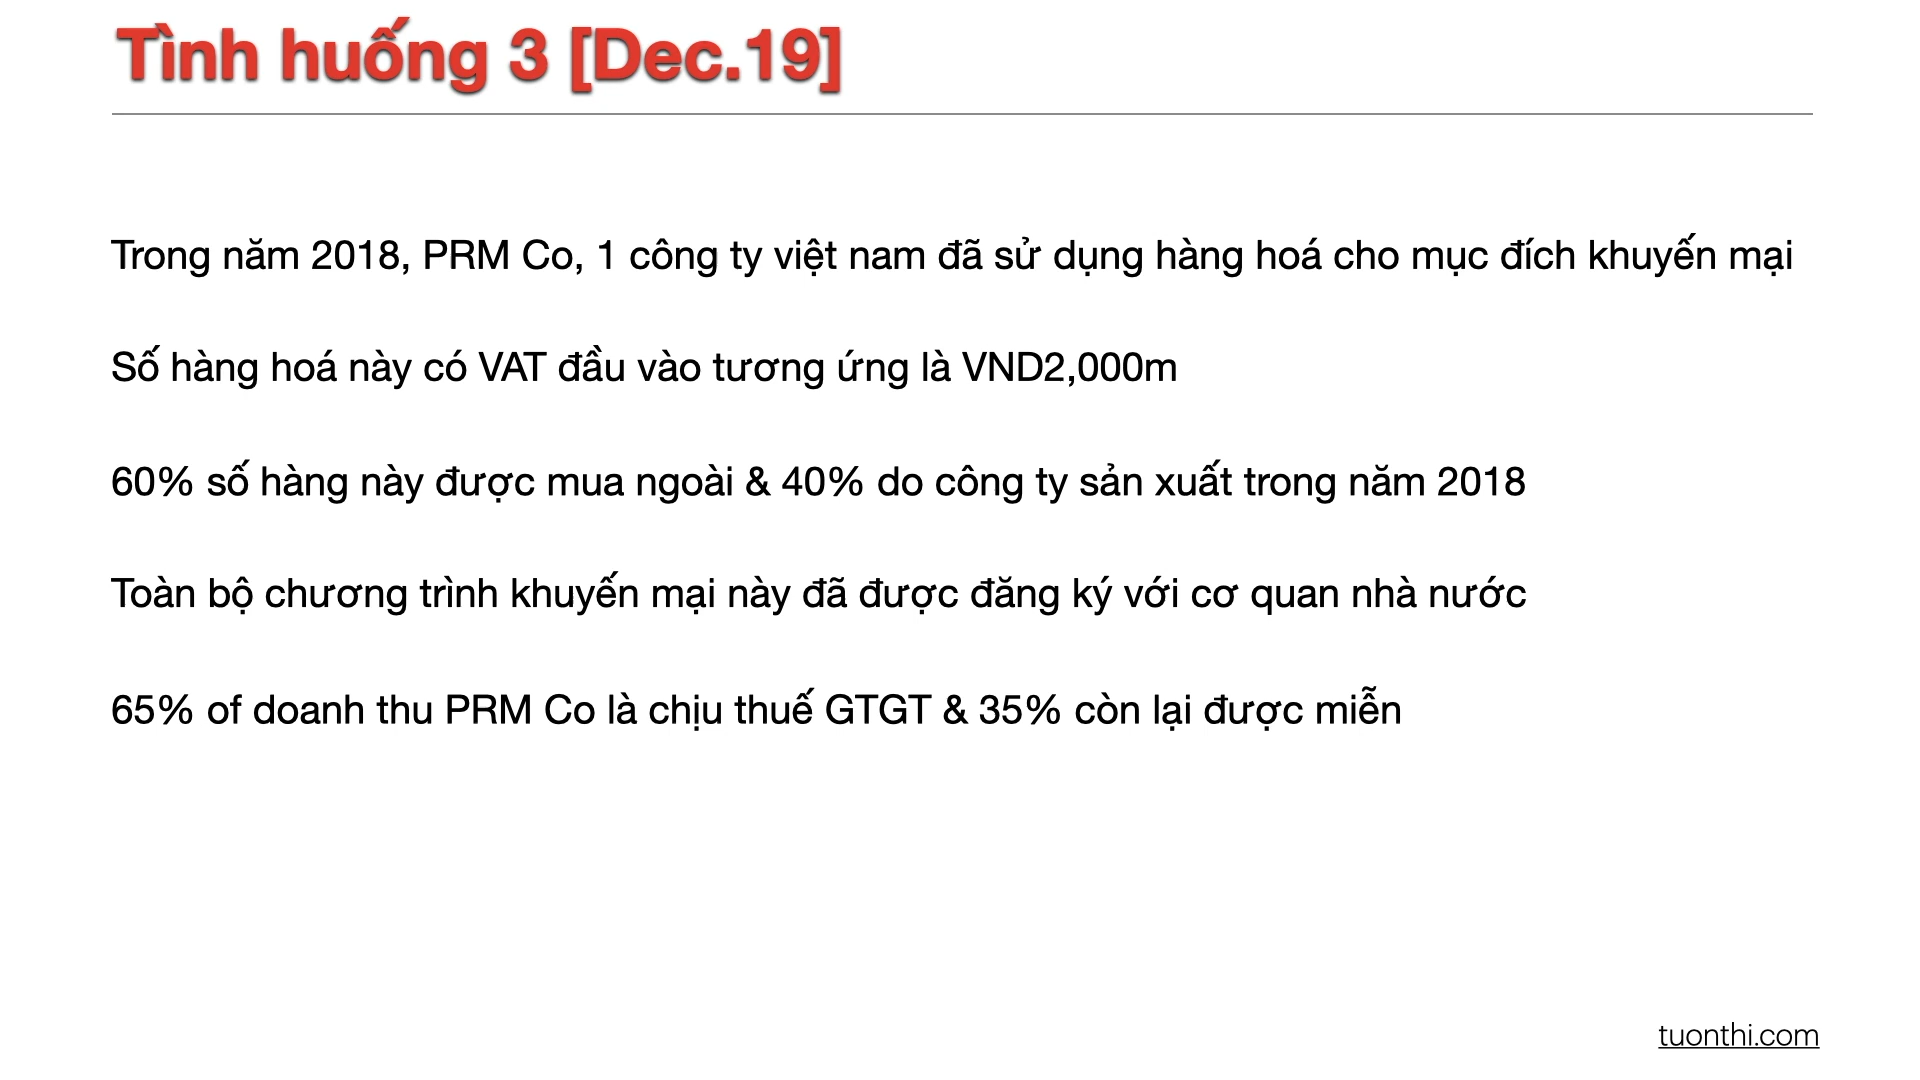 Tình huống 3 [Dec.19]
Trong năm 2018, PRM Co, 1 công ty việt nam đã sử dụng hàng hoá cho mục đích khuyến mại
Số hàng hoá này có VAT đầu vào tương ứng là VND2,000m
60% số hàng này được mua ngoài & 40% do công ty sản xuất trong năm 2018
Toàn bộ chương trình khuyến mại này đã được đăng ký với cơ quan nhà nước
65% of doanh thu PRM Co là chịu thuế GTGT & 35% còn lại được miễn
tuonthi.com